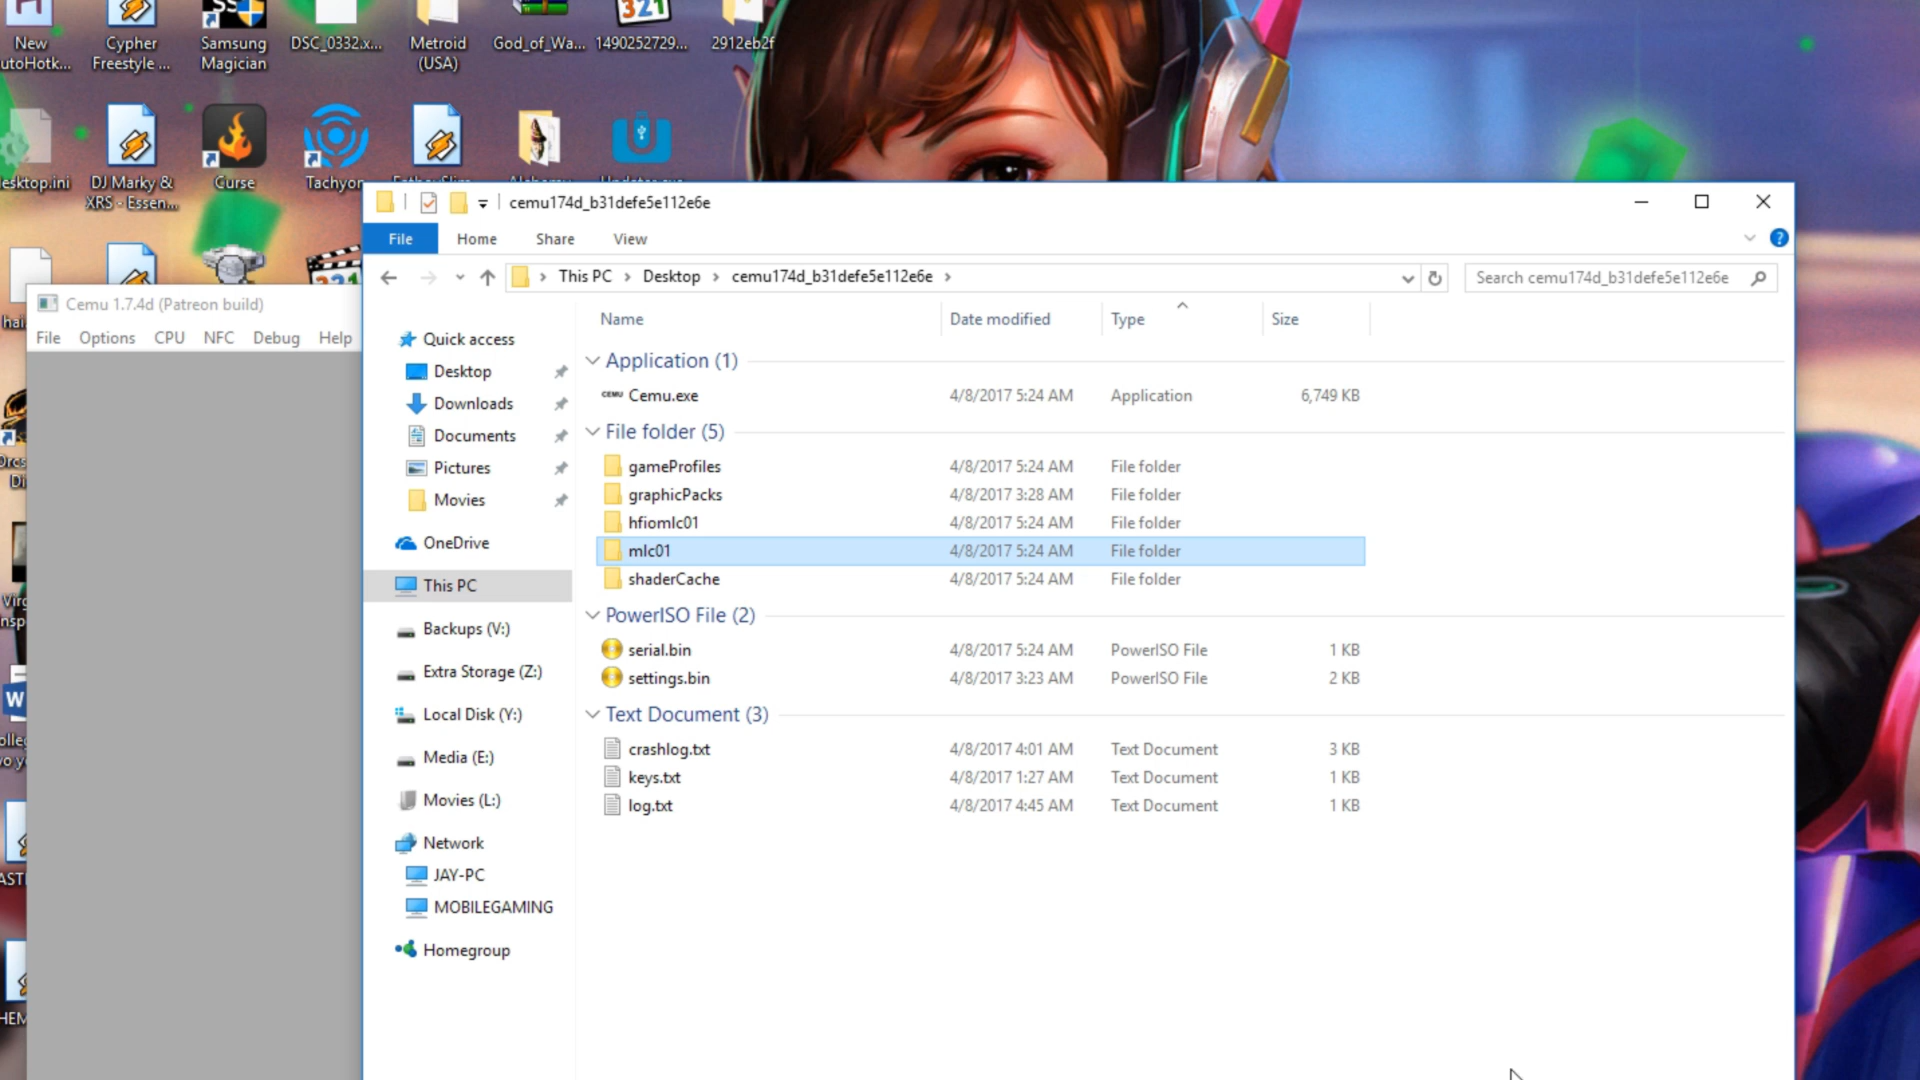 New Cypher Samsung DSC_0332.x... Metroid God_of_Wa... 1490252729... 2912eb2f
utoHotk... Freestyle ... Magician (USA)
321
esktop.ini DJ Marky & Curse Tachyon
XRS - Essen...
cemu174d_b31defe5e112e6e
File Home Share View
This PC Desktop cemu174d_b31defe5e112e6e
Search cemu174d_b31defe5e112e6e
Cemu 1.7.4d (Patreon build)
File Options CPU NFC Debug Help
Name Date modified Type Size
Quick access
Desktop
Downloads
Documents
Pictures
Movies
OneDrive
This PC
Backups (V:)
Extra Storage (Z:)
Local Disk (Y:)
Media (E:)
Movies (L:)
Network
JAY-PC
MOBILEGAMING
Homegroup
Application (1)
CEMU Cemu.exe 4/8/2017 5:24 AM Application 6,749 KB
File folder (5)
gameProfiles 4/8/2017 5:24 AM File folder
graphicPacks 4/8/2017 3:28 AM File folder
hfiomlc01 4/8/2017 5:24 AM File folder
mlc01 4/8/2017 5:24 AM File folder
shaderCache 4/8/2017 5:24 AM File folder
PowerISO File (2)
serial.bin 4/8/2017 5:24 AM PowerISO File 1 KB
settings.bin 4/8/2017 3:23 AM PowerISO File 2 KB
Text Document (3)
crashlog.txt 4/8/2017 4:01 AM Text Document 3 KB
keys.txt 4/8/2017 1:27 AM Text Document 1 KB
log.txt 4/8/2017 4:45 AM Text Document 1 KB